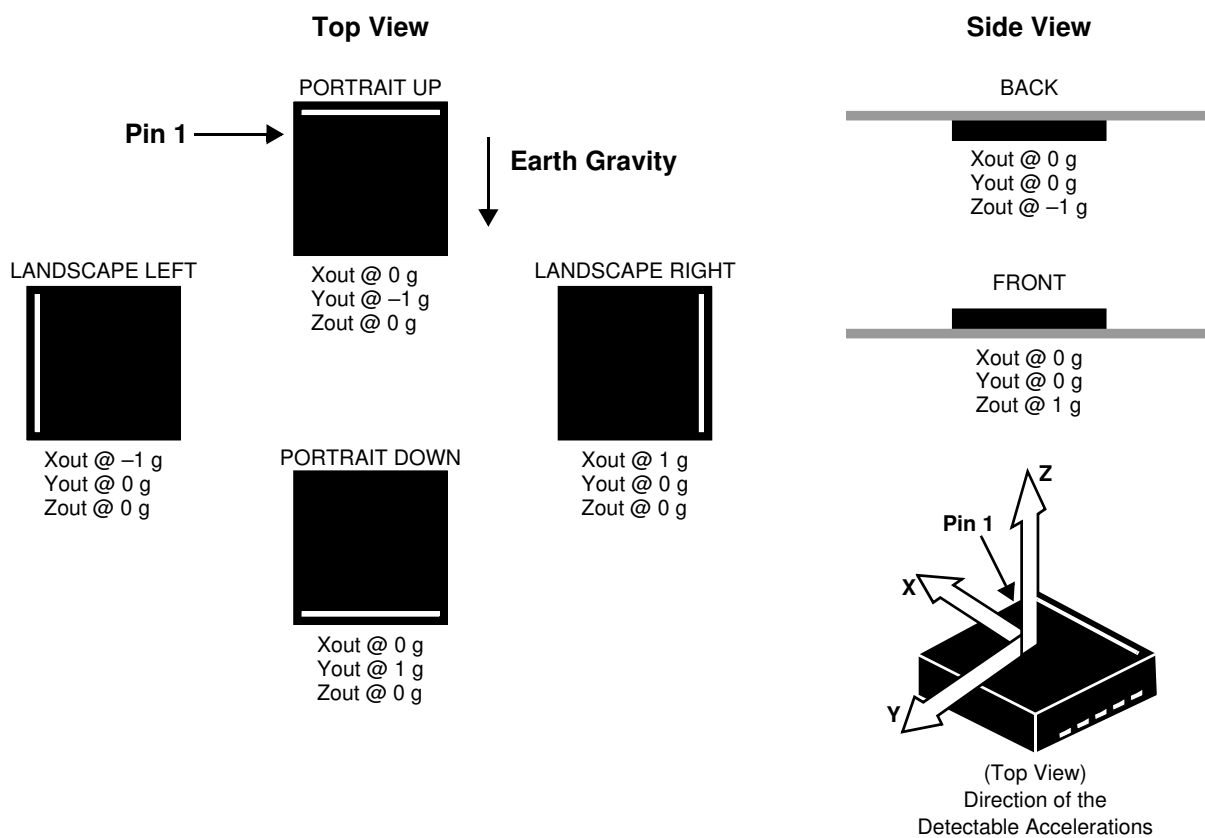 Top View
PORTRAIT UP
Pin 1
Earth Gravity
Xout @ 0 g
Yout @ –1 g
Zout @ 0 g
LANDSCAPE LEFT
Xout @ –1 g
Yout @ 0 g
Zout @ 0 g
LANDSCAPE RIGHT
Xout @ 1 g
Yout @ 0 g
Zout @ 0 g
PORTRAIT DOWN
Xout @ 0 g
Yout @ 1 g
Zout @ 0 g
Side View
BACK
Xout @ 0 g
Yout @ 0 g
Zout @ –1 g
FRONT
Xout @ 0 g
Yout @ 0 g
Zout @ 1 g
Z
Pin 1
X
Y
(Top View)
Direction of the
Detectable Accelerations